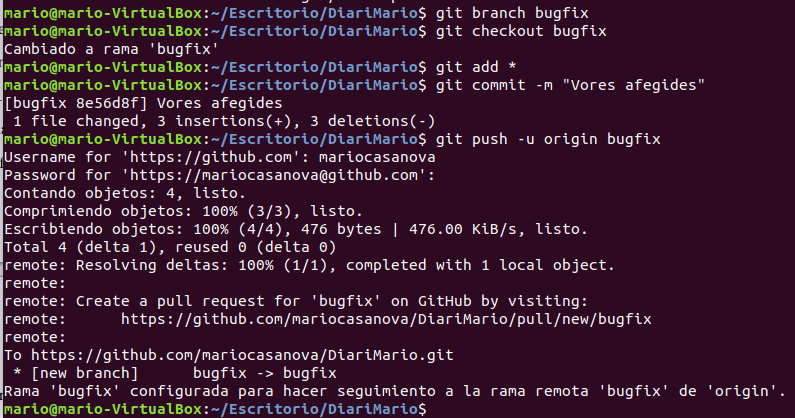 mario@mario-VirtualBox:~/Escritorio/DiariMario$ git branch bugfix
mario@mario-VirtualBox:~/Escritorio/DiariMario$ git checkout bugfix
Cambiado a rama 'bugfix'
mario@mario-VirtualBox:~/Escritorio/DiariMario$ git add *
mario@mario-VirtualBox:~/Escritorio/DiariMario$ git commit -m "Vores afegides"
[bugfix 8e56d8f] Vores afegides
 1 file changed, 3 insertions(+), 3 deletions(-)
mario@mario-VirtualBox:~/Escritorio/DiariMario$ git push -u origin bugfix
Username for 'https://github.com': mariocasanova
Password for 'https://mariocasanova@github.com':
Contando objetos: 4, listo.
Comprimiendo objetos: 100% (3/3), listo.
Escribiendo objetos: 100% (4/4), 476 bytes | 476.00 KiB/s, listo.
Total 4 (delta 1), reused 0 (delta 0)
remote: Resolving deltas: 100% (1/1), completed with 1 local object.
remote:
remote: Create a pull request for 'bugfix' on GitHub by visiting:
remote:      https://github.com/mariocasanova/DiariMario/pull/new/bugfix
remote:
To https://github.com/mariocasanova/DiariMario.git
 * [new branch]      bugfix -> bugfix
Rama 'bugfix' configurada para hacer seguimiento a la rama remota 'bugfix' de 'origin'.
mario@mario-VirtualBox:~/Escritorio/DiariMario$